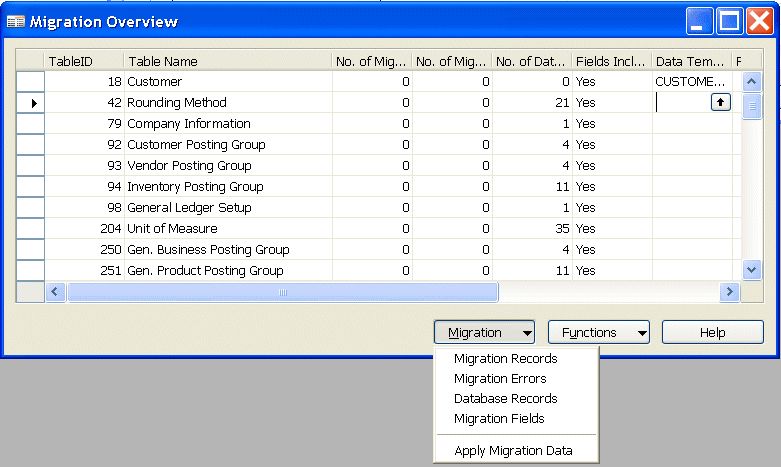 Migration Overview
TableID Table Name No. of Mig... No. of Mig... No. of Dat... Fields Incl... Data Tem... F
18 Customer 0 0 0 Yes CUSTOME...
42 Rounding Method 0 0 21 Yes
79 Company Information 0 0 1 Yes
92 Customer Posting Group 0 0 4 Yes
93 Vendor Posting Group 0 0 4 Yes
94 Inventory Posting Group 0 0 11 Yes
98 General Ledger Setup 0 0 1 Yes
204 Unit of Measure 0 0 35 Yes
250 Gen. Business Posting Group 0 0 4 Yes
251 Gen. Product Posting Group 0 0 11 Yes
Migration Functions Help
Migration Records
Migration Errors
Database Records
Migration Fields
Apply Migration Data